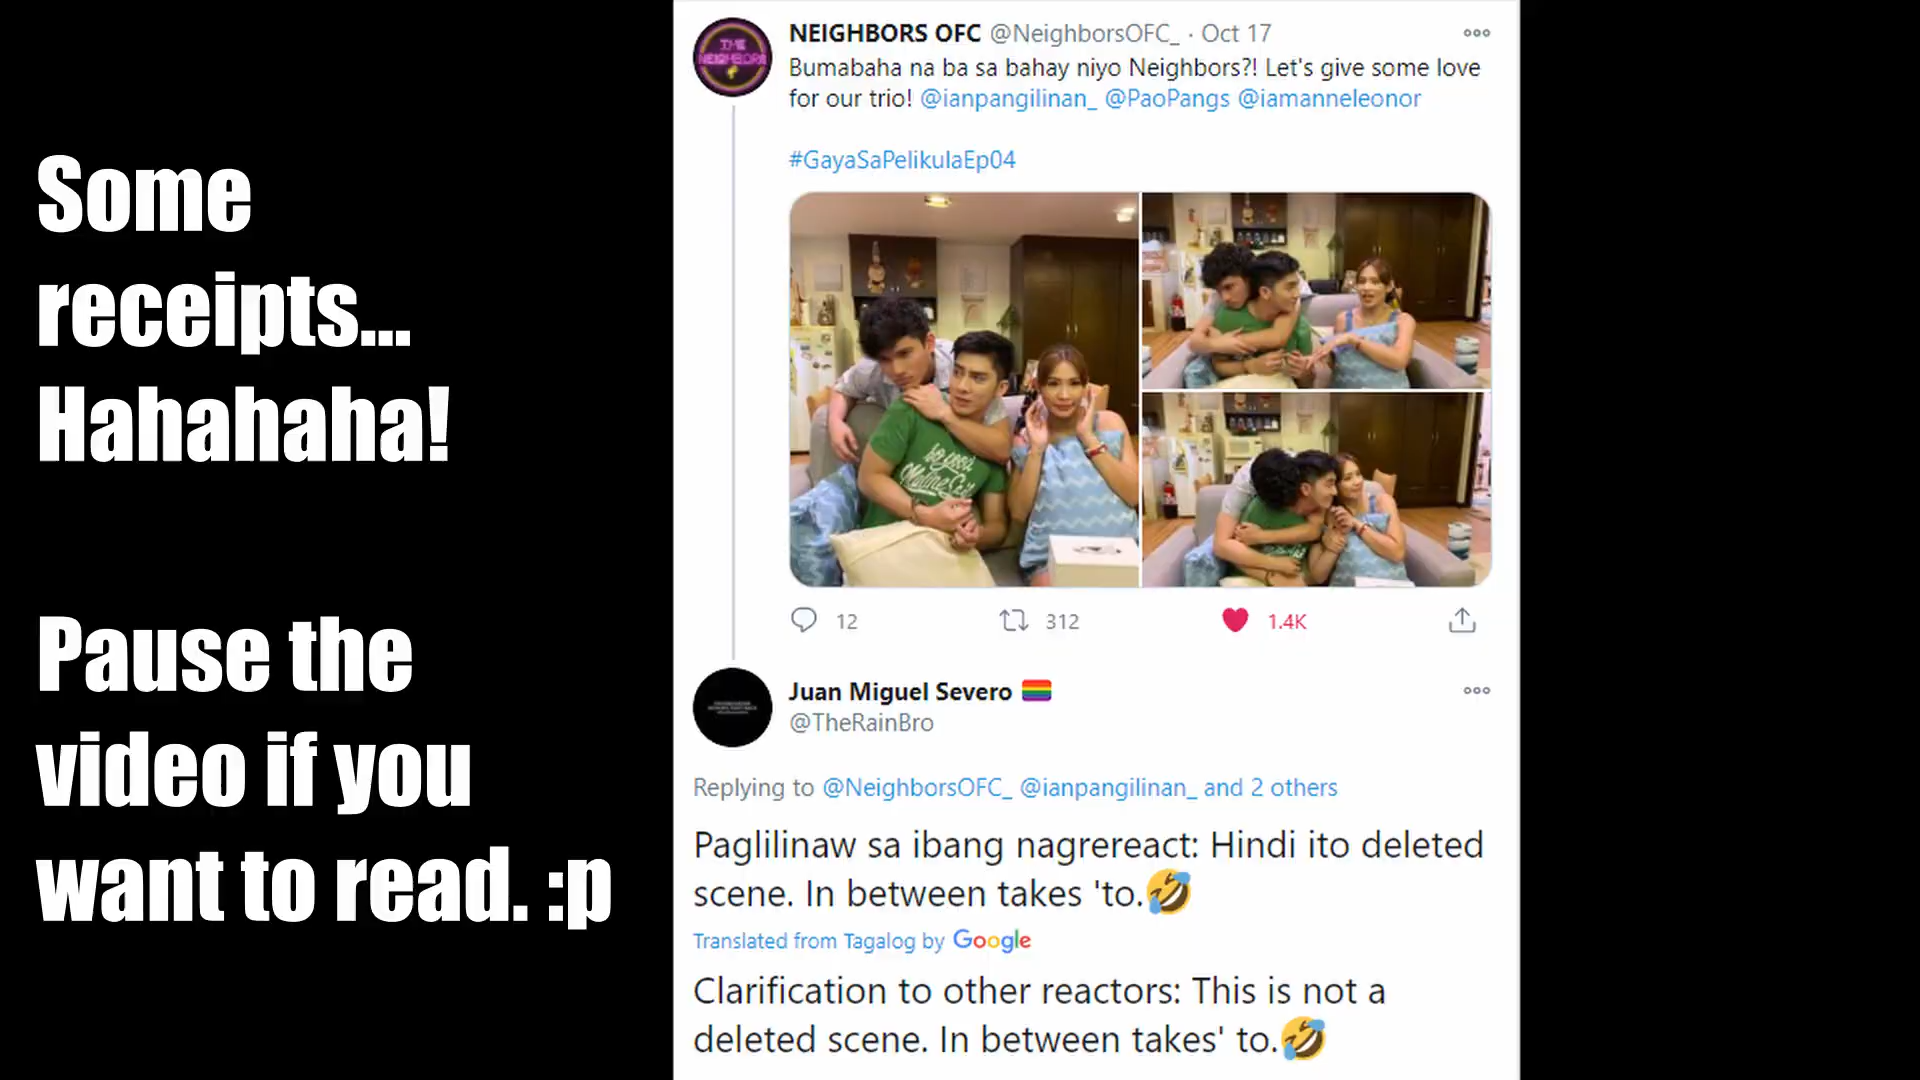 Some
receipts...
Hahahaha!
Pause the
video if you
want to read. :p
THE
NEIGHBORS
NEIGHBORS OFC @NeighborsOFC_ · Oct 17
Bumabaha na ba sa bahay niyo Neighbors?! Let's give some love
for our trio! @ianpangilinan_ @PaoPangs @iamanneleonor
#GayaSaPelikulaEp04
12 312 1.4K
Juan Miguel Severo 🏳️‍🌈
@TheRainBro
Replying to @NeighborsOFC_ @ianpangilinan_ and 2 others
Paglilinaw sa ibang nagrereact: Hindi ito deleted
scene. In between takes 'to.🤣
Translated from Tagalog by Google
Clarification to other reactors: This is not a
deleted scene. In between takes' to.🤣